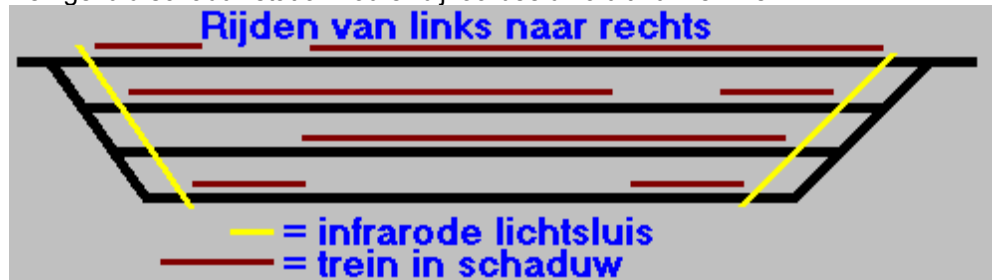 Rijden van links naar rechts
= infrarode lichtsluis
= trein in schaduw